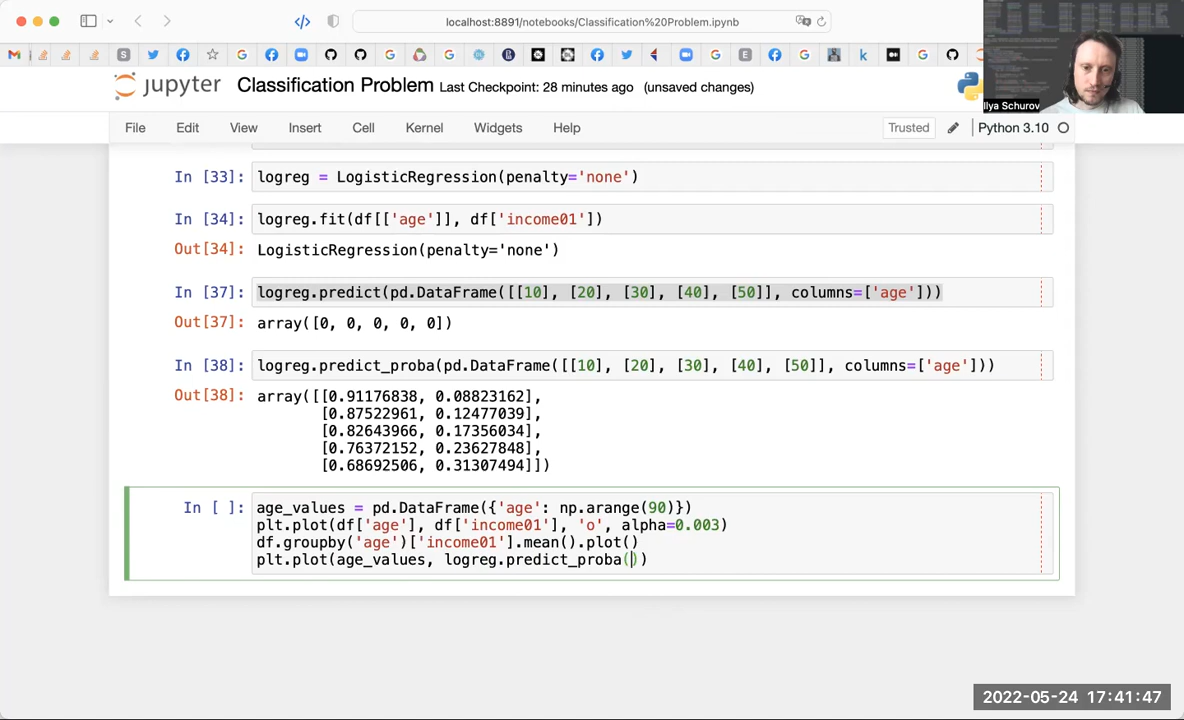 localhost:8891/notebooks/Classification%20Problem.ipynb
jupyter Classification Problem Last Checkpoint: 28 minutes ago (unsaved changes)
Ilya Schurov
File Edit View Insert Cell Kernel Widgets Help Trusted Python 3.10
In [33]: logreg = LogisticRegression(penalty='none')
In [34]: logreg.fit(df[['age']], df['income01'])
Out[34]: LogisticRegression(penalty='none')
In [37]: logreg.predict(pd.DataFrame([[10], [20], [30], [40], [50]], columns=['age']))
Out[37]: array([0, 0, 0, 0, 0])
In [38]: logreg.predict_proba(pd.DataFrame([[10], [20], [30], [40], [50]], columns=['age']))
Out[38]: array([[0.91176838, 0.08823162],
[0.87522961, 0.12477039],
[0.82643966, 0.17356034],
[0.76372152, 0.23627848],
[0.68692506, 0.31307494]])
In [ ]: age_values = pd.DataFrame({'age': np.arange(90)})
plt.plot(df['age'], df['income01'], 'o', alpha=0.003)
df.groupby('age')['income01'].mean().plot()
plt.plot(age_values, logreg.predict_proba())
2022-05-24 17:41:47